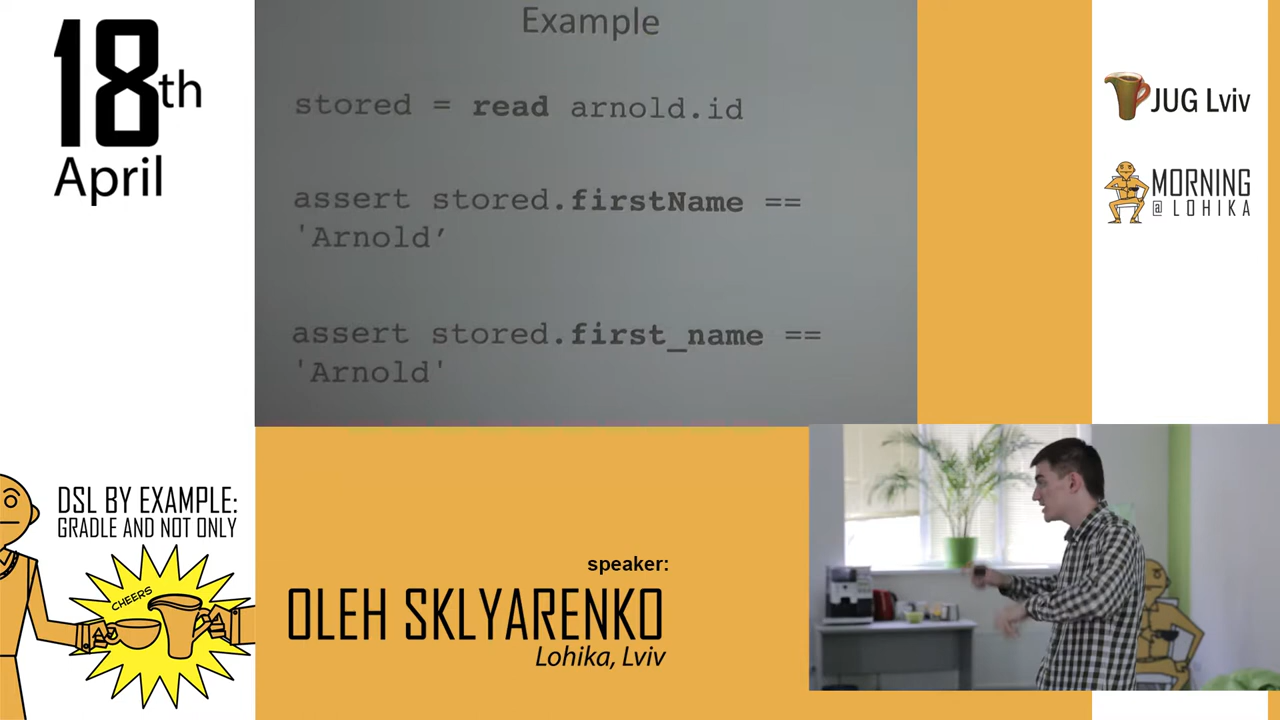 18th
April
Example
stored = read arnold.id
assert stored.firstName ==
'Arnold’
assert stored.first_name ==
'Arnold'
JUG Lviv
MORNING
@ LOHIKA
DSL BY EXAMPLE:
GRADLE AND NOT ONLY
CHEERS
speaker:
OLEH SKLYARENKO
Lohika, Lviv